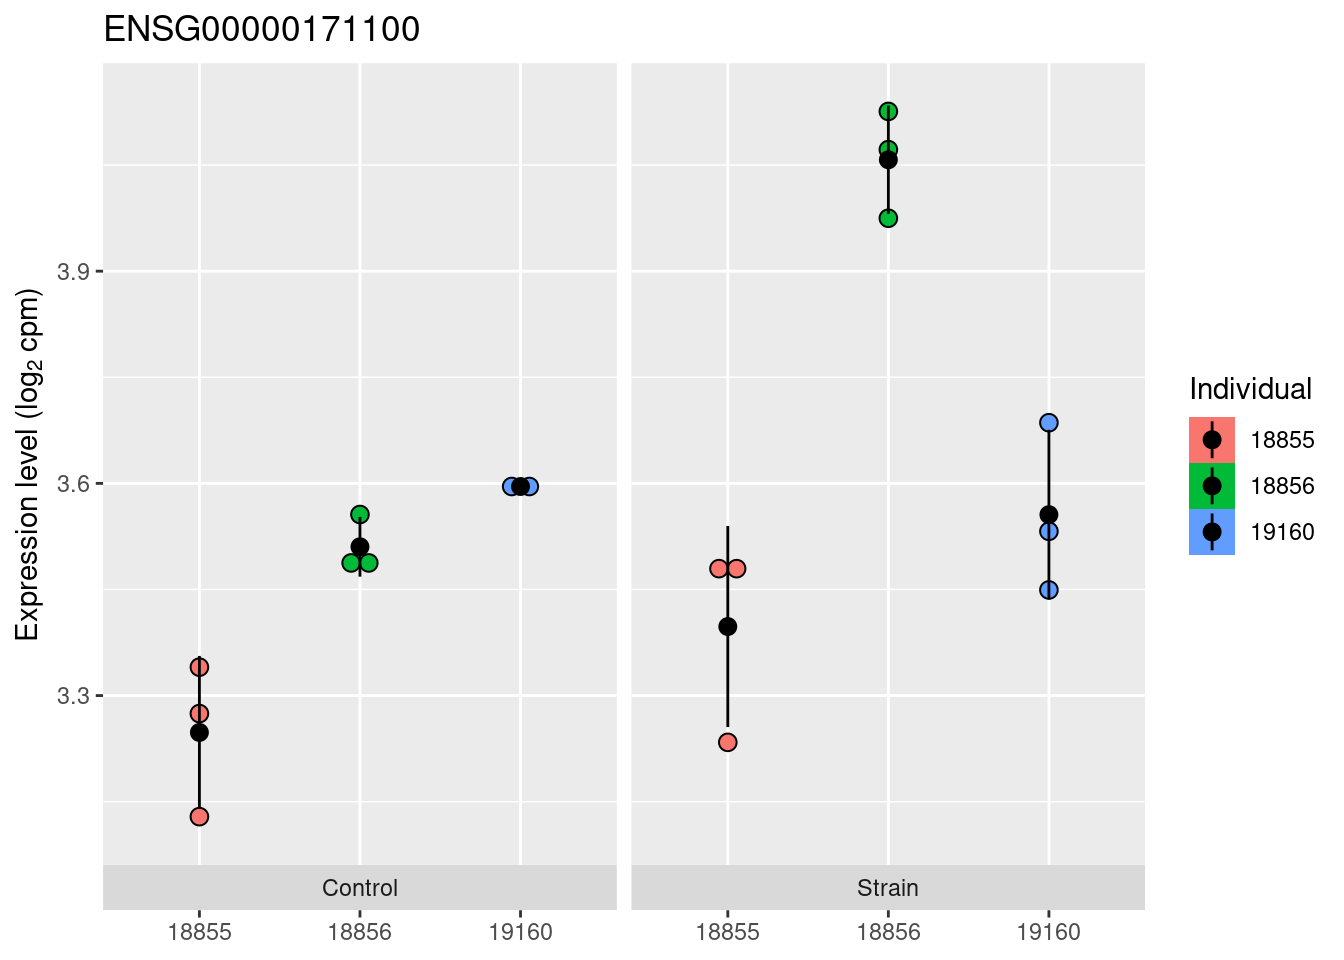 ENSG00000171100
Expression level (log₂ cpm)
3.9
3.6
3.3
Control
Strain
18855
18856
19160
18855
18856
19160
Individual
18855
18856
19160